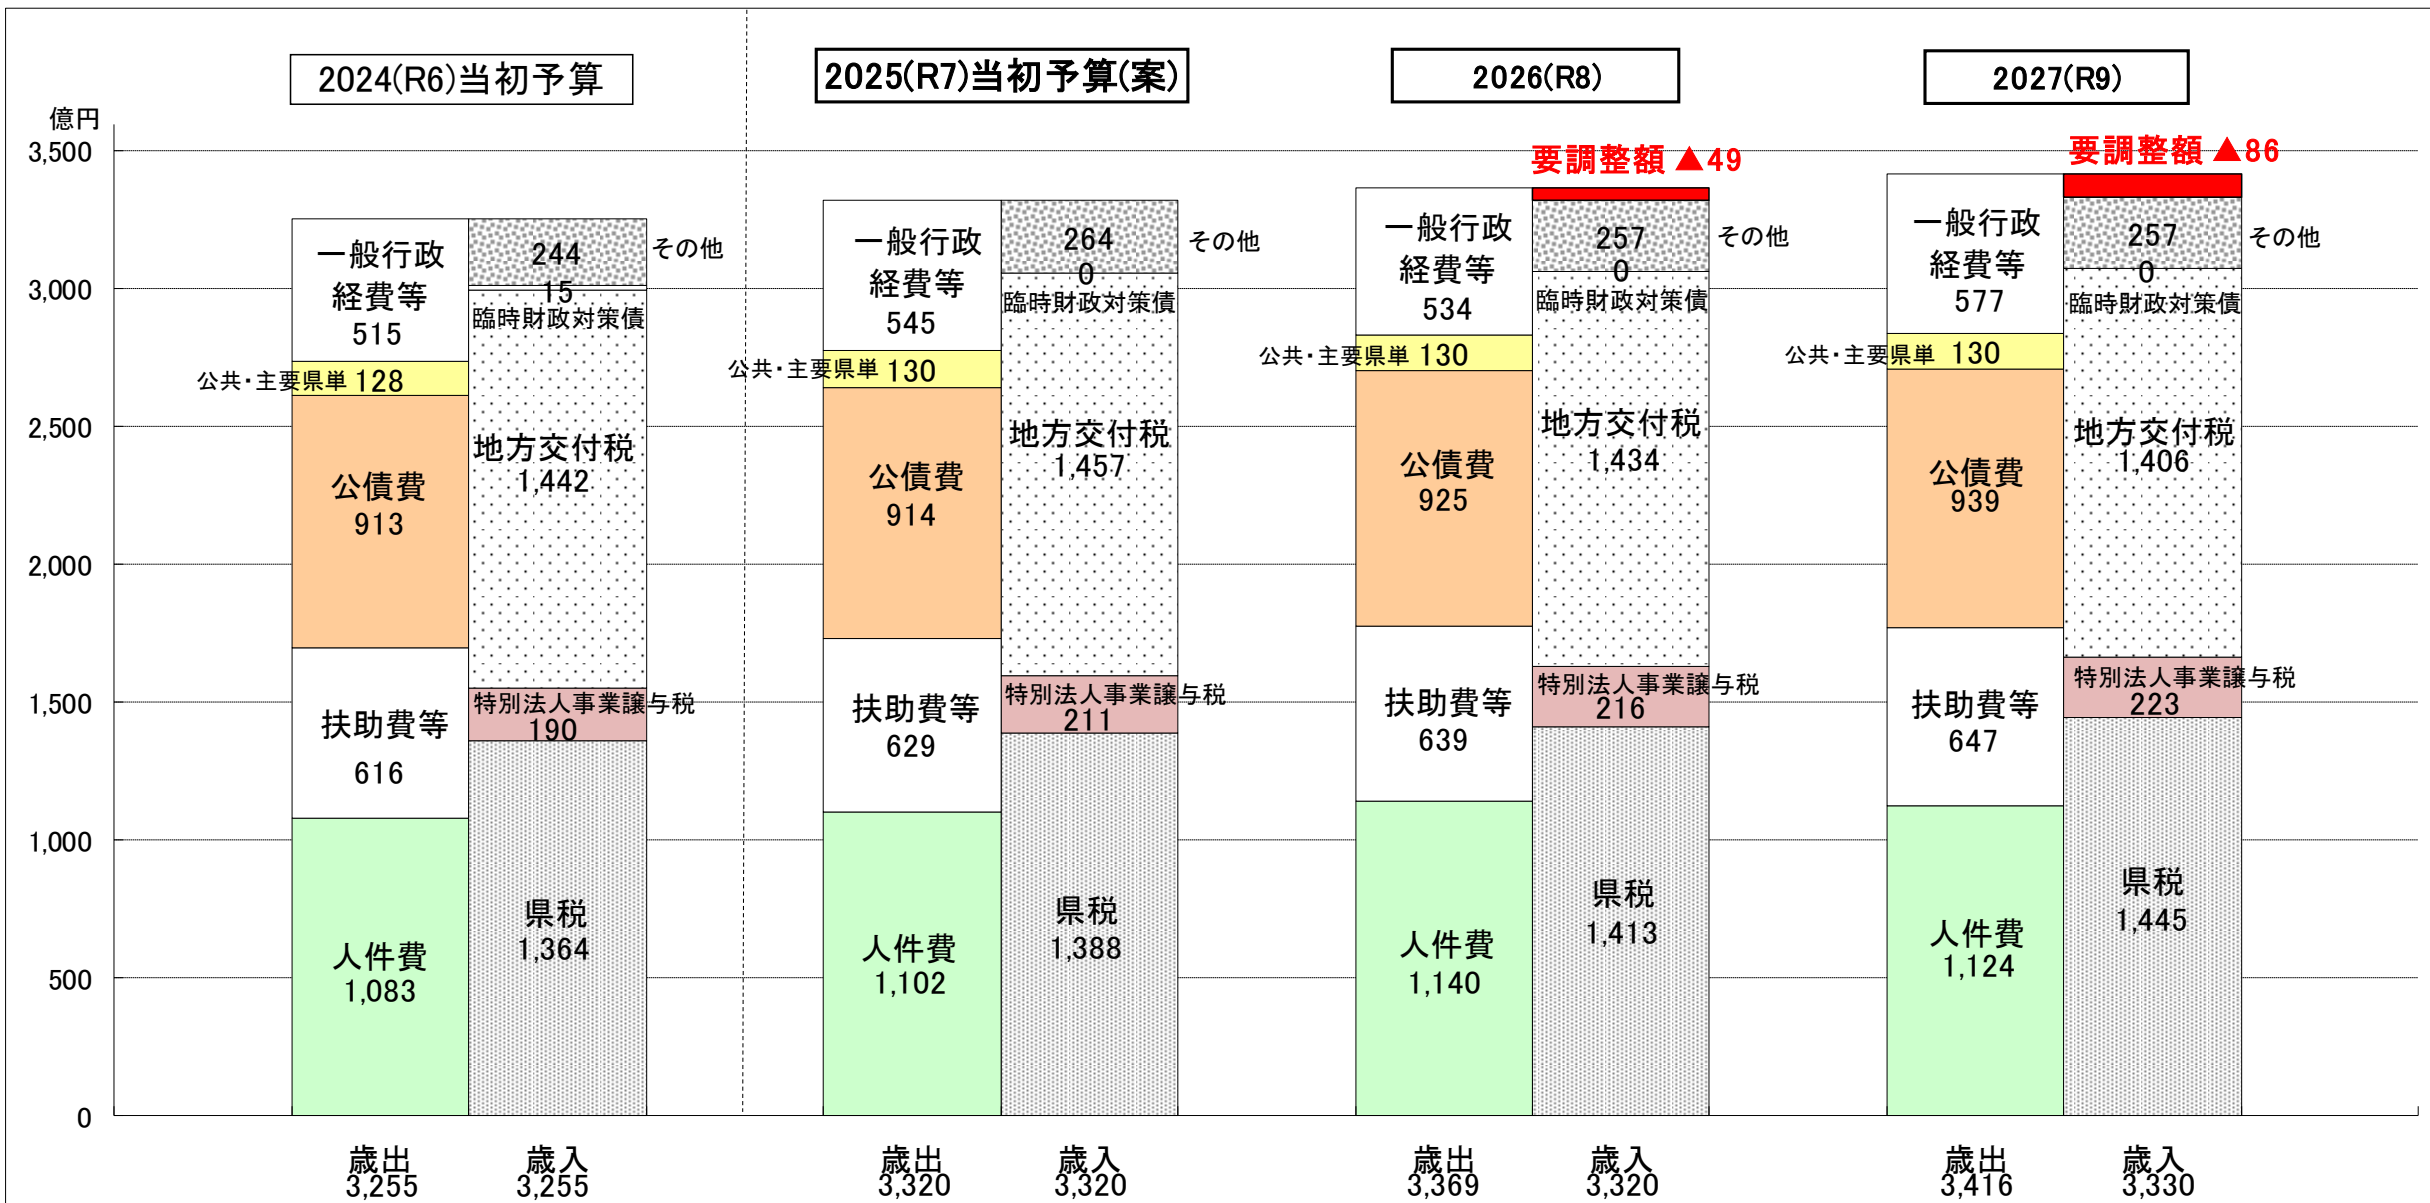 2024(R6)当初予算
2025(R7)当初予算(案)
2026(R8)
2027(R9)
億円
3,500
3,000
2,500
2,000
1,500
1,000
500
0
一般行政
経費等
515
公共・主要県単 128
公債費
913
扶助費等
616
人件費
1,083
244
その他
15
臨時財政対策債
地方交付税
1,442
特別法人事業譲与税
190
県税
1,364
一般行政
経費等
545
公共・主要県単 130
公債費
914
扶助費等
629
人件費
1,102
264
その他
0
臨時財政対策債
地方交付税
1,457
特別法人事業譲与税
211
県税
1,388
一般行政
経費等
534
公共・主要県単 130
公債費
925
扶助費等
639
人件費
1,140
要調整額 ▲49
257
その他
0
臨時財政対策債
地方交付税
1,434
特別法人事業譲与税
216
県税
1,413
一般行政
経費等
577
公共・主要県単 130
公債費
939
扶助費等
647
人件費
1,124
要調整額 ▲86
257
その他
0
臨時財政対策債
地方交付税
1,406
特別法人事業譲与税
223
県税
1,445
歳出
3,255
歳入
3,255
歳出
3,320
歳入
3,320
歳出
3,369
歳入
3,320
歳出
3,416
歳入
3,330